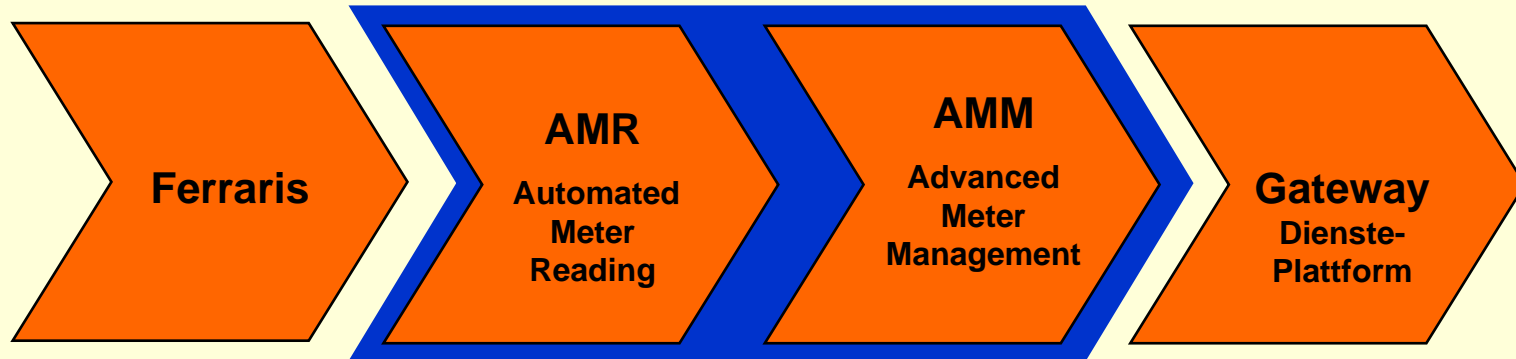 Ferraris
AMR
Automated
Meter
Reading
AMM
Advanced
Meter
Management
Gateway
Dienste-
Plattform